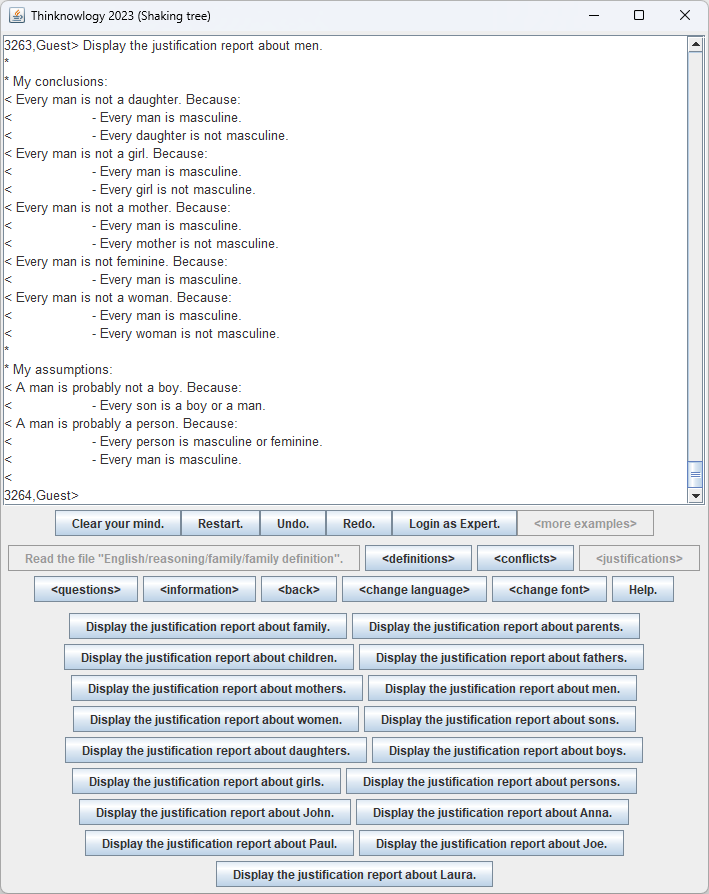 Thinknowlogy 2023 (Shaking tree)
3263,Guest> Display the justification report about men.
*
* My conclusions:
< Every man is not a daughter. Because:
< - Every man is masculine.
< - Every daughter is not masculine.
< Every man is not a girl. Because:
< - Every man is masculine.
< - Every girl is not masculine.
< Every man is not a mother. Because:
< - Every man is masculine.
< - Every mother is not masculine.
< Every man is not feminine. Because:
< - Every man is masculine.
< Every man is not a woman. Because:
< - Every man is masculine.
< - Every woman is not masculine.
*
* My assumptions:
< A man is probably not a boy. Because:
< - Every son is a boy or a man.
< A man is probably a person. Because:
< - Every person is masculine or feminine.
< - Every man is masculine.
<
3264,Guest>
Clear your mind. Restart. Undo. Redo. Login as Expert. <more examples>
Read the file "English/reasoning/family/family definition". <definitions> <conflicts> <justifications>
<questions> <information> <back> <change language> <change font> Help.
Display the justification report about family. Display the justification report about parents.
Display the justification report about children. Display the justification report about fathers.
Display the justification report about mothers. Display the justification report about men.
Display the justification report about women. Display the justification report about sons.
Display the justification report about daughters. Display the justification report about boys.
Display the justification report about girls. Display the justification report about persons.
Display the justification report about John. Display the justification report about Anna.
Display the justification report about Paul. Display the justification report about Joe.
Display the justification report about Laura.